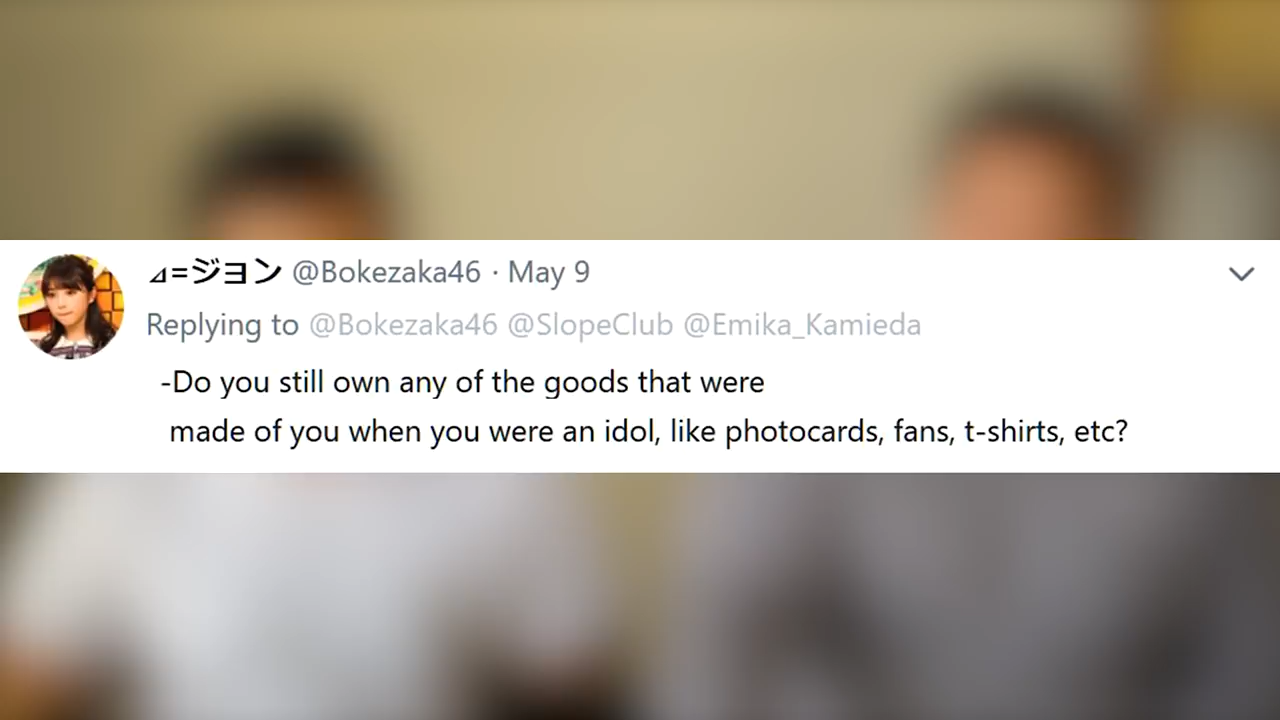 ⊿=ジヨン @Bokezaka46 · May 9
Replying to @Bokezaka46 @SlopeClub @Emika_Kamieda
-Do you still own any of the goods that were
made of you when you were an idol, like photocards, fans, t-shirts, etc?